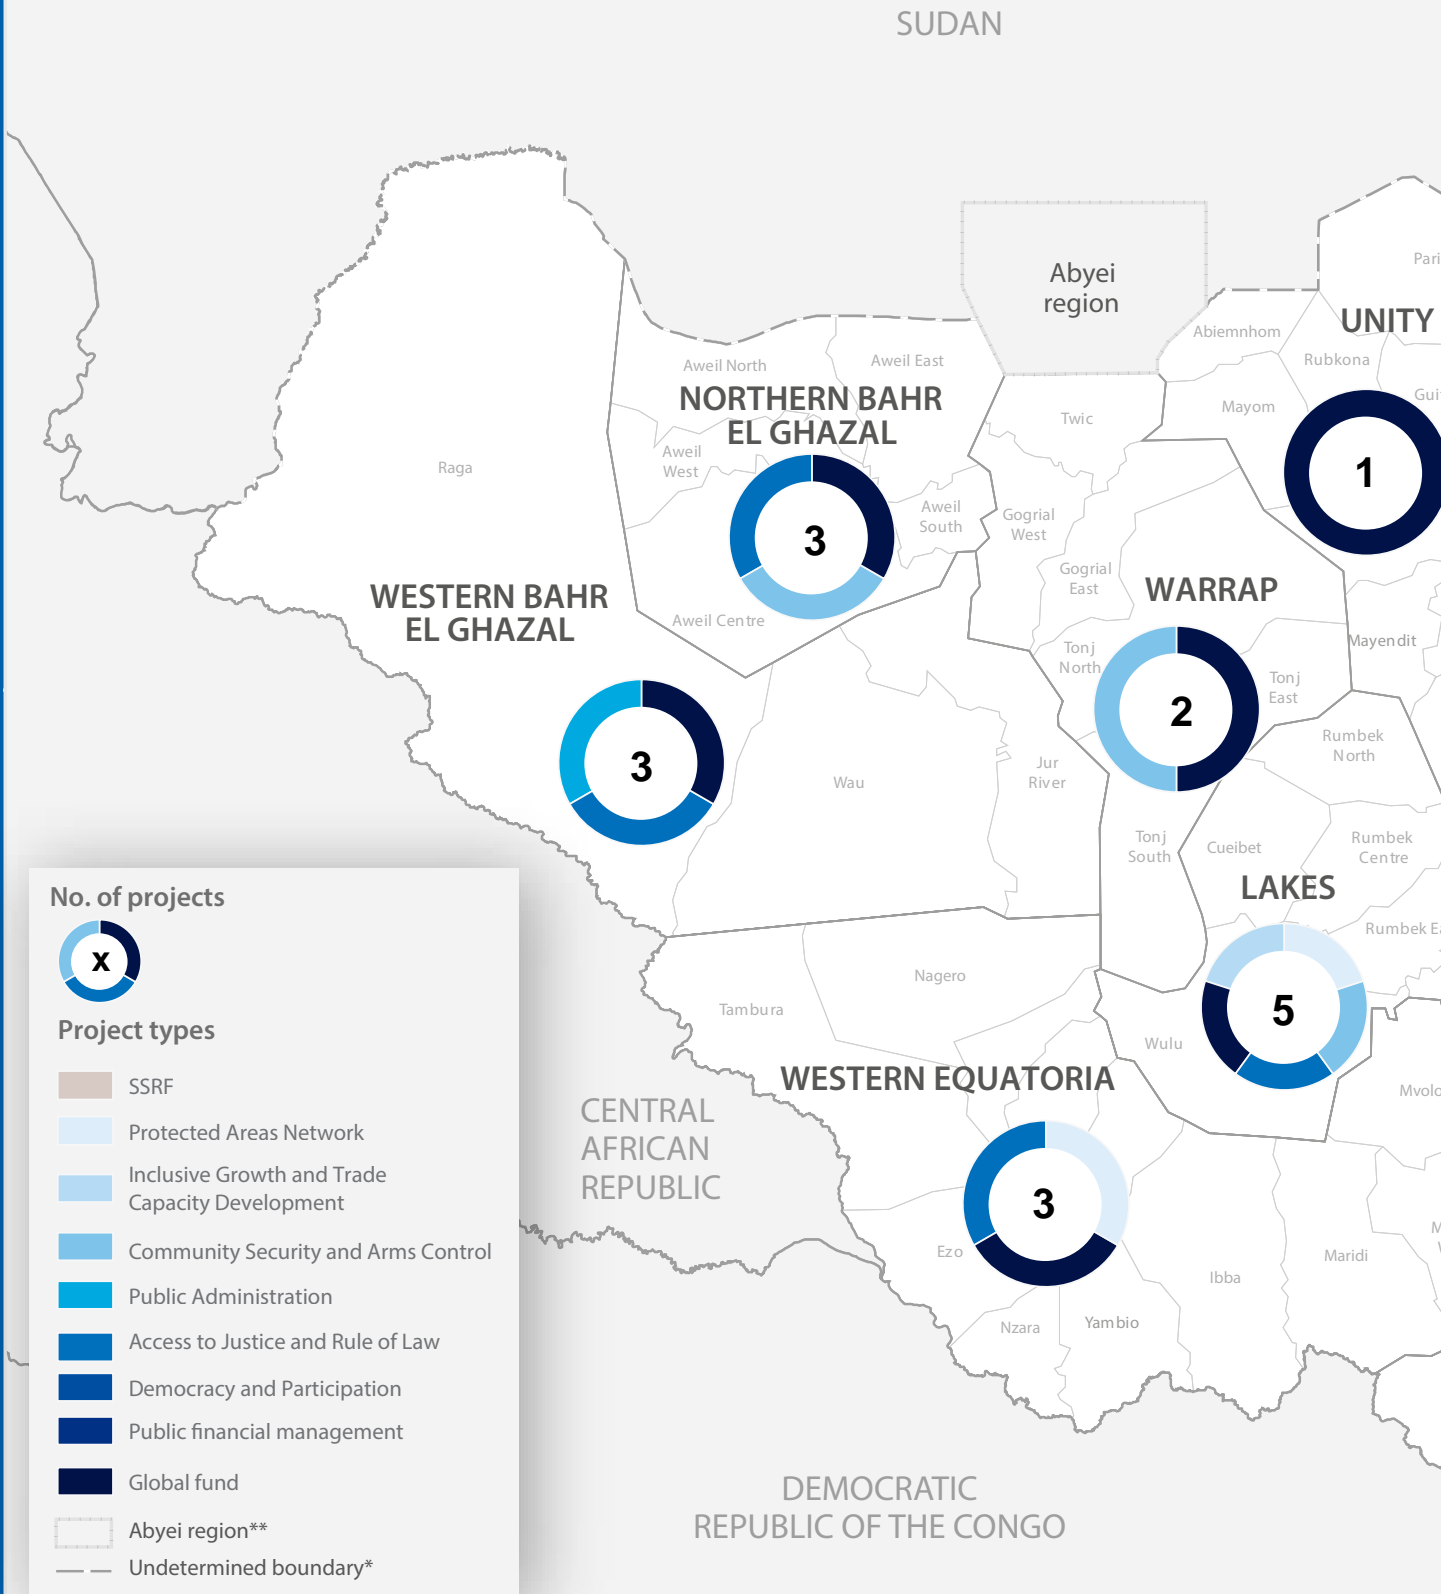 SUDAN
Abyei
region
Pari
UNITY
Abiemnhom
Rubkona
Aweil North
Aweil East
NORTHERN BAHR
EL GHAZAL
Mayom
Gui
Twic
Aweil
West
Raga
3
1
Aweil
South
Gogrial
West
Gogrial
East
WARRAP
WESTERN BAHR
EL GHAZAL
Aweil Centre
Mayendit
Tonj
North
Tonj
East
2
Rumbek
North
3
Wau
Jur
River
Tonj
South
Cueibet
Rumbek
Centre
LAKES
Rumbek Ea
5
Nagero
Tambura
Wulu
Mvolo
WESTERN EQUATORIA
CENTRAL
AFRICAN
REPUBLIC
3
Ezo
Ibba
Maridi
M
Nzara
Yambio
DEMOCRATIC
REPUBLIC OF THE CONGO
No. of projects
x
Project types
SSRF
Protected Areas Network
Inclusive Growth and Trade
Capacity Development
Community Security and Arms Control
Public Administration
Access to Justice and Rule of Law
Democracy and Participation
Public financial management
Global fund
Abyei region**
Undetermined boundary*